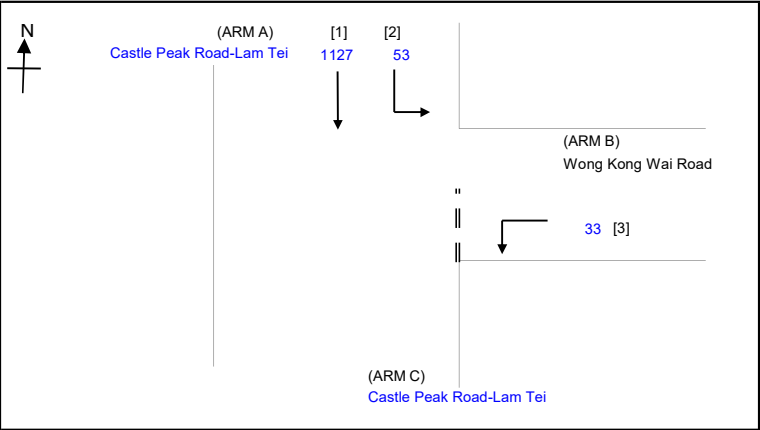 N
(ARM A) [1] [2]
Castle Peak Road-Lam Tei 1127 53
(ARM B)
Wong Kong Wai Road
33 [3]
(ARM C)
Castle Peak Road-Lam Tei